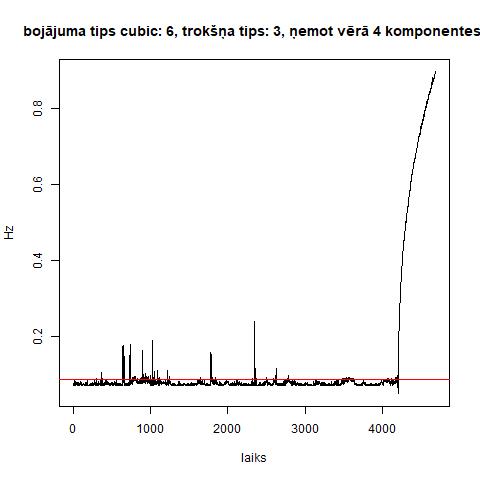 bojājuma tips cubic: 6, trokšņa tips: 3, ņemot vērā 4 komponentes
Hz
0.8
0.6
0.4
0.2
0 1000 2000 3000 4000
laiks